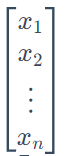 x₁
x₂
⋮
xₙ